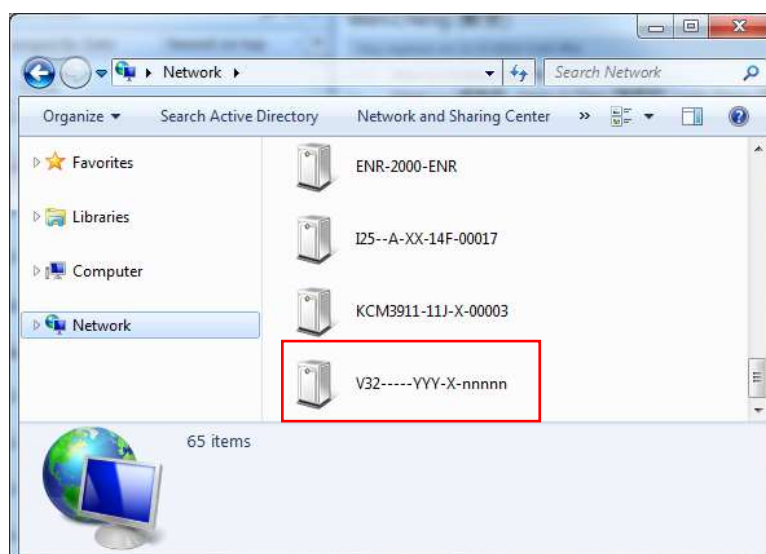 Network
Search Network
Organize Search Active Directory Network and Sharing Center »
Favorites
Libraries
Computer
Network
ENR-2000-ENR
I25--A-XX-14F-00017
KCM3911-11J-X-00003
V32-----YYY-X-nnnnn
65 items